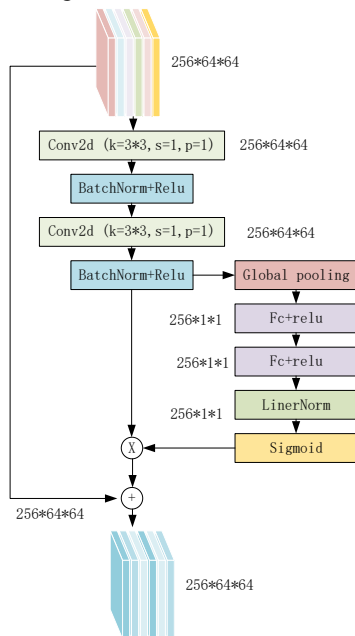 256*64*64
Conv2d (k=3*3,s=1,p=1)
256*64*64
BatchNorm+Relu
Conv2d (k=3*3,s=1,p=1)
256*64*64
BatchNorm+Relu
Global pooling
256*1*1
Fc+relu
256*1*1
Fc+relu
256*1*1
LinerNorm
X
Sigmoid
+
256*64*64
256*64*64